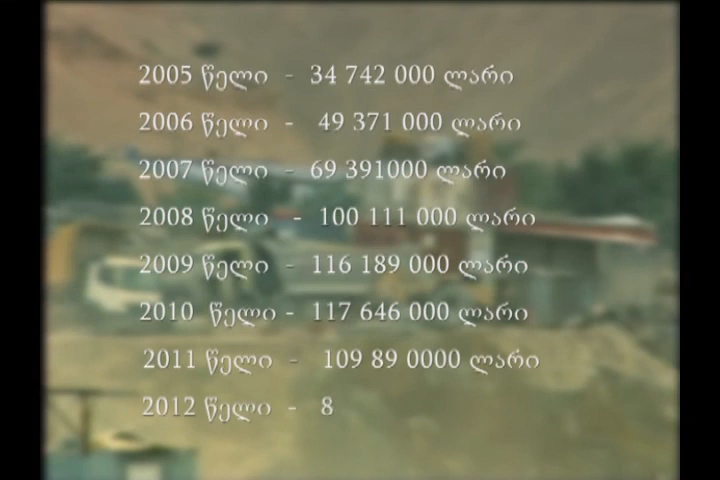 2005 წელი - 34 742 000 ლარი
2006 წელი - 49 371 000 ლარი
2007 წელი - 69 391000 ლარი
2008 წელი - 100 111 000 ლარი
2009 წელი - 116 189 000 ლარი
2010 წელი - 117 646 000 ლარი
2011 წელი - 109 89 0000 ლარი
2012 წელი - 8